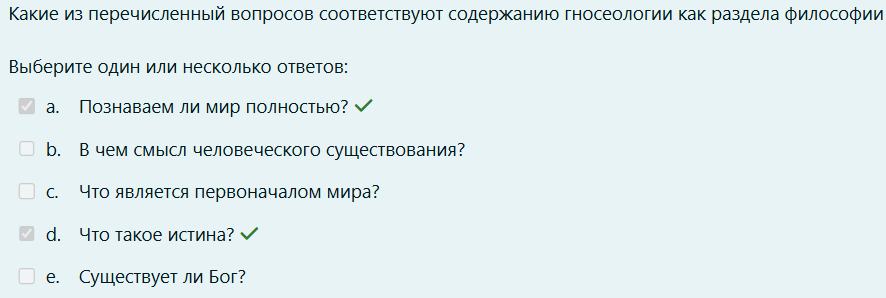 Какие из перечисленный вопросов соответствуют содержанию гносеологии как раздела философии
Выберите один или несколько ответов:
a. Познаваем ли мир полностью?
b. В чем смысл человеческого существования?
c. Что является первоначалом мира?
d. Что такое истина?
e. Существует ли Бог?